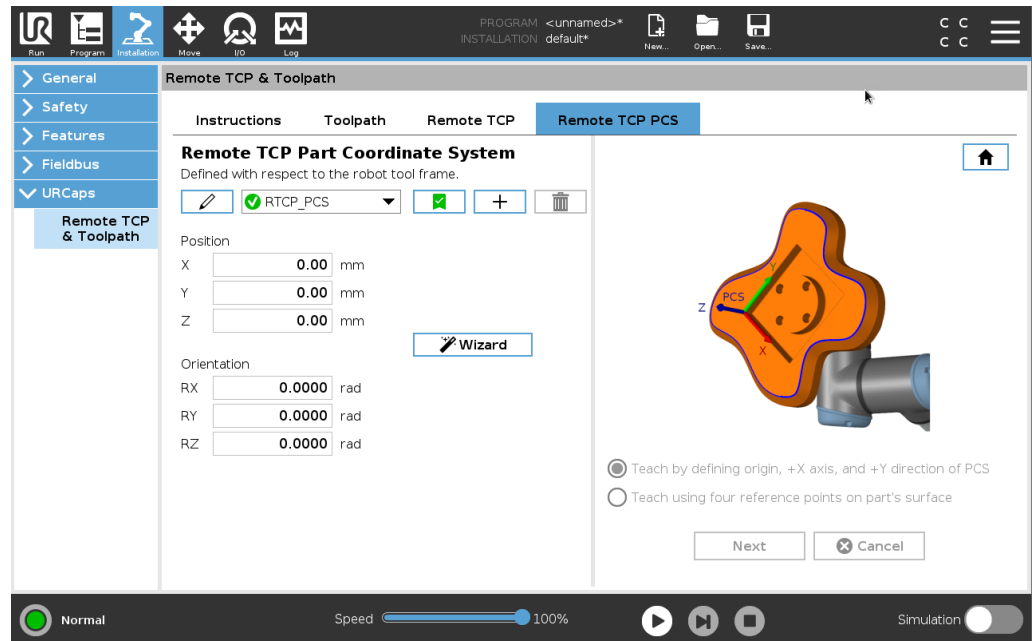 UR
PROGRAM <unnamed>*
INSTALLATION default*
C C
C C
Run
Program
Installation
Move
I/O
Log
New...
Open...
Save...
General
Safety
Features
Fieldbus
URCaps
Remote TCP
& Toolpath
Remote TCP & Toolpath
Instructions Toolpath Remote TCP Remote TCP PCS
Remote TCP Part Coordinate System
Defined with respect to the robot tool frame.
RTCP_PCS
Position
X 0.00 mm
Y 0.00 mm
Z 0.00 mm
Wizard
Orientation
RX 0.0000 rad
RY 0.0000 rad
RZ 0.0000 rad
Y
PCS
Z
X
Teach by defining origin, +X axis, and +Y direction of PCS
Teach using four reference points on part's surface
Next Cancel
Normal
Speed 100%
Simulation